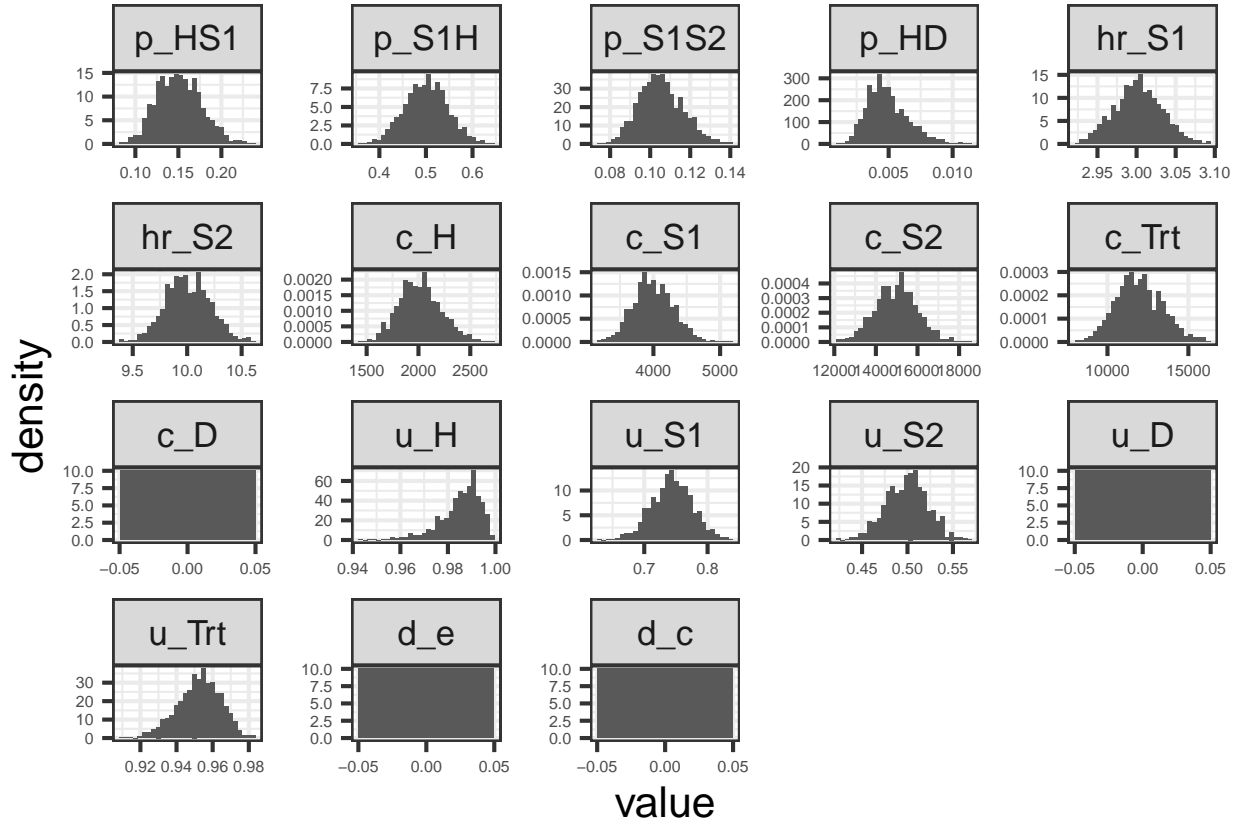 p_HS1 p_S1H p_S1S2 p_HD hr_S1
15 10 5 0 7.5 5.0 2.5 0.0 30 20 10 0 300 200 100 0 15 10 5 0
0.10 0.15 0.20 0.4 0.5 0.6 0.08 0.10 0.12 0.14 0.005 0.010 2.95 3.00 3.05 3.10
hr_S2 c_H c_S1 c_S2 c_Trt
2.0 1.5 1.0 0.5 0.0 0.0020 0.0015 0.0010 0.0005 0.0000 0.0015 0.0010 0.0005 0.0000 0.0004 0.0003 0.0002 0.0001 0.0000 0.0003 0.0002 0.0001 0.0000
9.5 10.0 10.5 1500 2000 2500 4000 5000 12000 14000 16000 18000 10000 15000
density
c_D u_H u_S1 u_S2 u_D
10.0 7.5 5.0 2.5 0.0 60 40 20 0 10 5 0 20 15 10 5 0 10.0 7.5 5.0 2.5 0.0
−0.05 0.00 0.05 0.94 0.96 0.98 1.00 0.7 0.8 0.45 0.50 0.55 −0.05 0.00 0.05
u_Trt d_e d_c
30 20 10 0 10.0 7.5 5.0 2.5 0.0 10.0 7.5 5.0 2.5 0.0
0.92 0.94 0.96 0.98 −0.05 0.00 0.05 −0.05 0.00 0.05
value